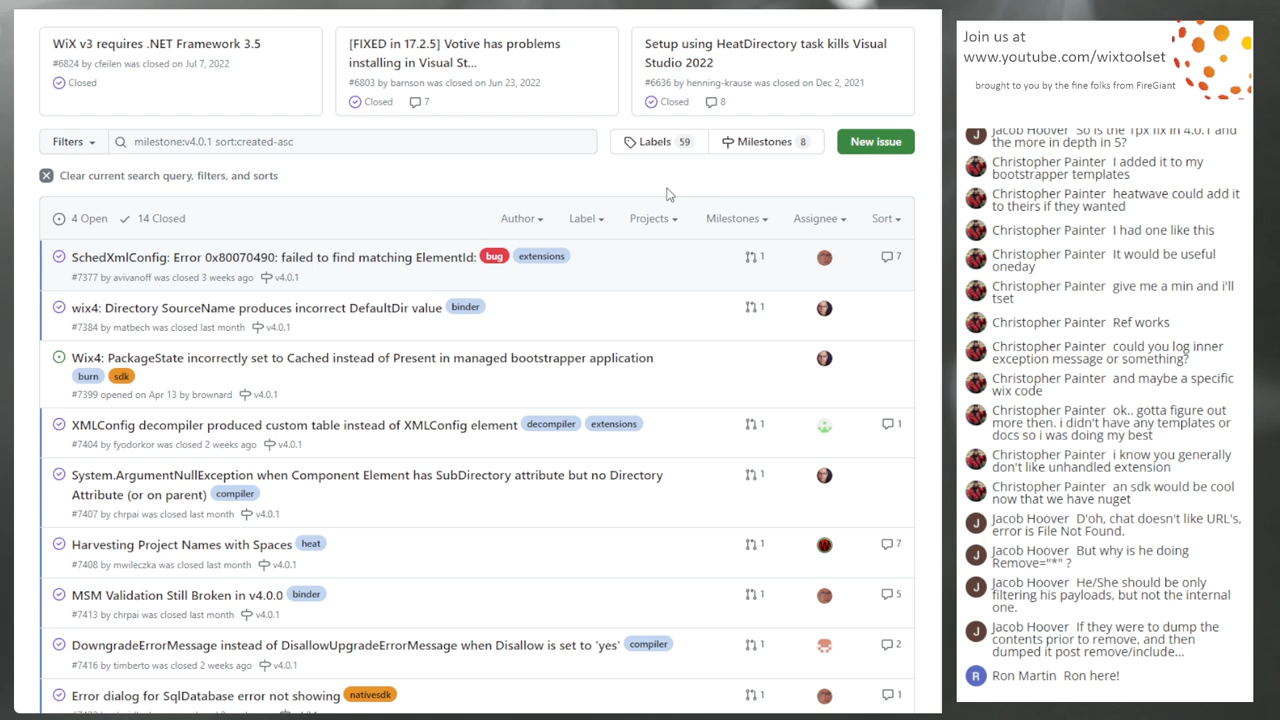 WiX v3 requires .NET Framework 3.5
#6824 by cfeilen was closed on Jul 7, 2022
Closed
[FIXED in 17.2.5] Votive has problems
installing in Visual St...
#6803 by barnson was closed on Jun 23, 2022
Closed 7
Setup using HeatDirectory task kills Visual
Studio 2022
#6636 by henning-krause was closed on Dec 2, 2021
Closed 8
Filters
milestone:v4.0.1 sort:created-asc
Labels 59
Milestones 8
New issue
Clear current search query, filters, and sorts
4 Open 14 Closed
Author Label Projects Milestones Assignee Sort
SchedXmlConfig: Error 0x80070490: failed to find matching ElementId: bug extensions 1 7
#7377 by avivanoff was closed 3 weeks ago v4.0.1
wix4: Directory SourceName produces incorrect DefaultDir value binder 1
#7384 by matbech was closed last month v4.0.1
Wix4: PackageState incorrectly set to Cached instead of Present in managed bootstrapper application
burn sdk
#7399 opened on Apr 13 by brownard v4.0.1
XMLConfig decompiler produced custom table instead of XMLConfig element decompiler extensions 1 1
#7404 by fyodorkor was closed 2 weeks ago v4.0.1
System.ArgumentNullException when Component Element has SubDirectory attribute but no Directory
Attribute (or on parent) compiler 1
#7407 by chrpai was closed last month v4.0.1
Harvesting Project Names with Spaces heat 1 7
#7408 by mwileczka was closed last month v4.0.1
MSM Validation Still Broken in v4.0.0 binder 1 5
#7413 by chrpai was closed last month v4.0.1
DowngradeErrorMessage instead of DisallowUpgradeErrorMessage when Disallow is set to 'yes' compiler 1 2
#7416 by timberto was closed 2 weeks ago v4.0.1
Error dialog for SqlDatabase error not showing nativesdk 1 1
Join us at
www.youtube.com/wixtoolset
brought to you by the fine folks from FireGiant
J Jacob Hoover So is the 1px fix in 4.0.1 and
the more in depth in 5?
Christopher Painter I added it to my
bootstrapper templates
Christopher Painter heatwave could add it
to theirs if they wanted
Christopher Painter I had one like this
Christopher Painter It would be useful
oneday
Christopher Painter give me a min and i'll
tset
Christopher Painter Ref works
Christopher Painter could you log inner
exception message or something?
Christopher Painter and maybe a specific
wix code
Christopher Painter ok.. gotta figure out
more then. i didn't have any templates or
docs so i was doing my best
Christopher Painter i know you generally
don't like unhandled extension
Christopher Painter an sdk would be cool
now that we have nuget
J Jacob Hoover D'oh, chat doesn't like URL's,
error is File Not Found.
J Jacob Hoover But why is he doing
Remove="*" ?
J Jacob Hoover He/She should be only
filtering his payloads, but not the internal
one.
J Jacob Hoover If they were to dump the
contents prior to remove, and then
dumped it post remove/include...
R Ron Martin Ron here!